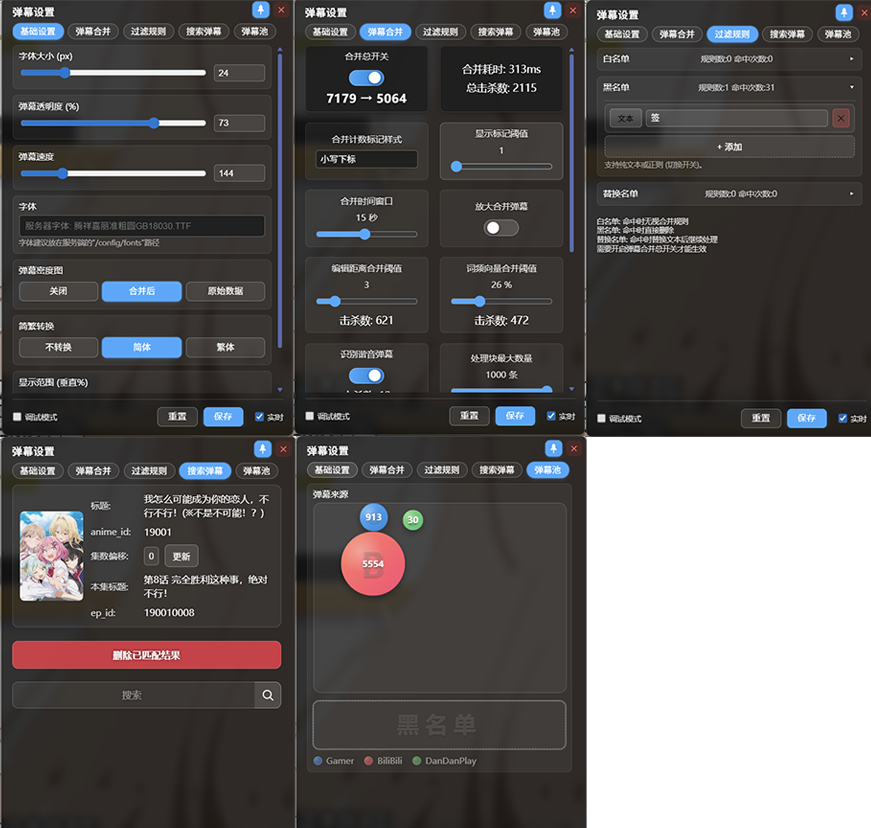 弹幕设置
基础设置 弹幕合并 过滤规则 搜索弹幕 弹幕池
字体大小 (px)
24
弹幕透明度 (%)
73
弹幕速度
144
字体
服务器字体: 腾祥嘉丽准粗圆GB18030.TTF
字体建议放在服务端的"/config/fonts"路径
弹幕密度图
关闭 合并后 原始数据
简繁转换
不转换 简体 繁体
显示范围 (垂直%)
调试模式 重置 保存 实时
弹幕设置
基础设置 弹幕合并 过滤规则 搜索弹幕 弹幕池
合并总开关
7179 → 5064
合并耗时: 313ms
总击杀数: 2115
合并计数标记样式
小写下标
显示标记阈值
1
合并时间窗口
15 秒
放大合并弹幕
编辑距离合并阈值
3
击杀数: 621
词频向量合并阈值
26 %
击杀数: 472
识别谐音弹幕
处理块最大数量
1000 条
调试模式 重置 保存 实时
弹幕设置
基础设置 弹幕合并 过滤规则 搜索弹幕 弹幕池
白名单 规则数:0 命中次数:0
黑名单 规则数:1 命中次数:31
文本 签
+ 添加
支持纯文本或正则 (切换开关)。
替换名单 规则数:0 命中次数:0
白名单: 命中时无视合并规则
黑名单: 命中时直接删除
替换名单: 命中时替换文本后继续处理
需要开启弹幕合并总开关才能生效
调试模式 重置 保存 实时
弹幕设置
基础设置 弹幕合并 过滤规则 搜索弹幕 弹幕池
标题: 我怎么可能成为你的恋人，不
行不行！(※不是不可能！？)
anime_id: 19001
集数偏移: 0 更新
本集标题: 第8话 完全胜利这种事，绝对
不行！
ep_id: 190010008
删除已匹配结果
搜索
弹幕设置
基础设置 弹幕合并 过滤规则 搜索弹幕 弹幕池
弹幕来源
913
30
B
5554
黑名单
Gamer BiliBili DanDanPlay